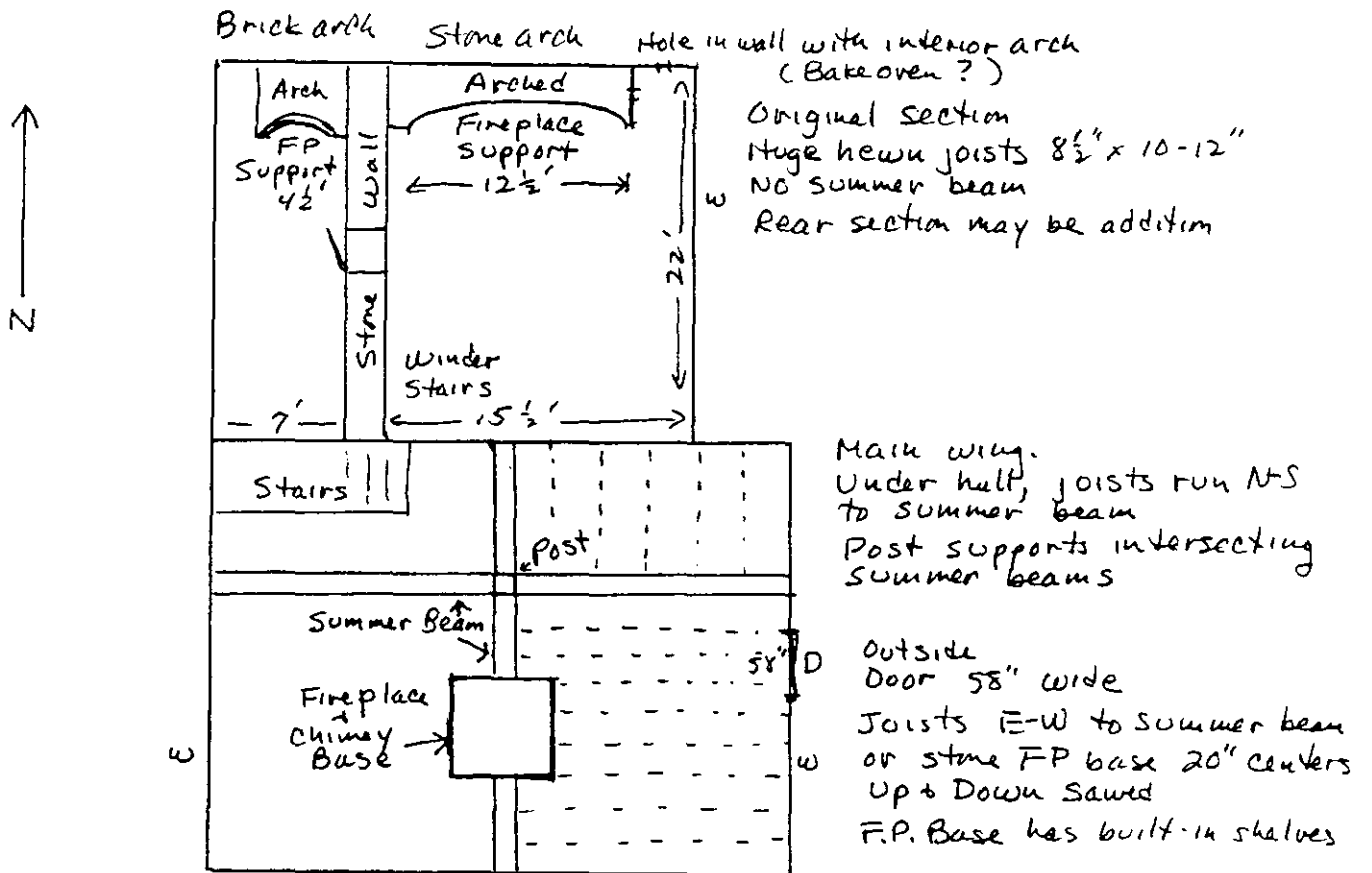 Brick arch
Stone arch
Hole in wall with interior arch
(Bakeoven?)
Arch
Arched
FP
Support
4½'
Wall
Fireplace
Support
12½'
Original section
Huge hewn joists 8½" x 10-12"
No summer beam
Rear section may be addition
W
22'
N
Stone
Winder
Stairs
7'
15½'
Stairs
Post
Main wing.
Under hall, joists run N-S
to summer beam
Post supports intersecting
summer beams
Summer Beam
58"
D
Outside
Door 58" wide
Fireplace
+
Chimey
Base
Joists E-W to summer beam
or stone FP base 20" centers
Up & Down Sawed
F.P. Base has built-in shelves
W
W